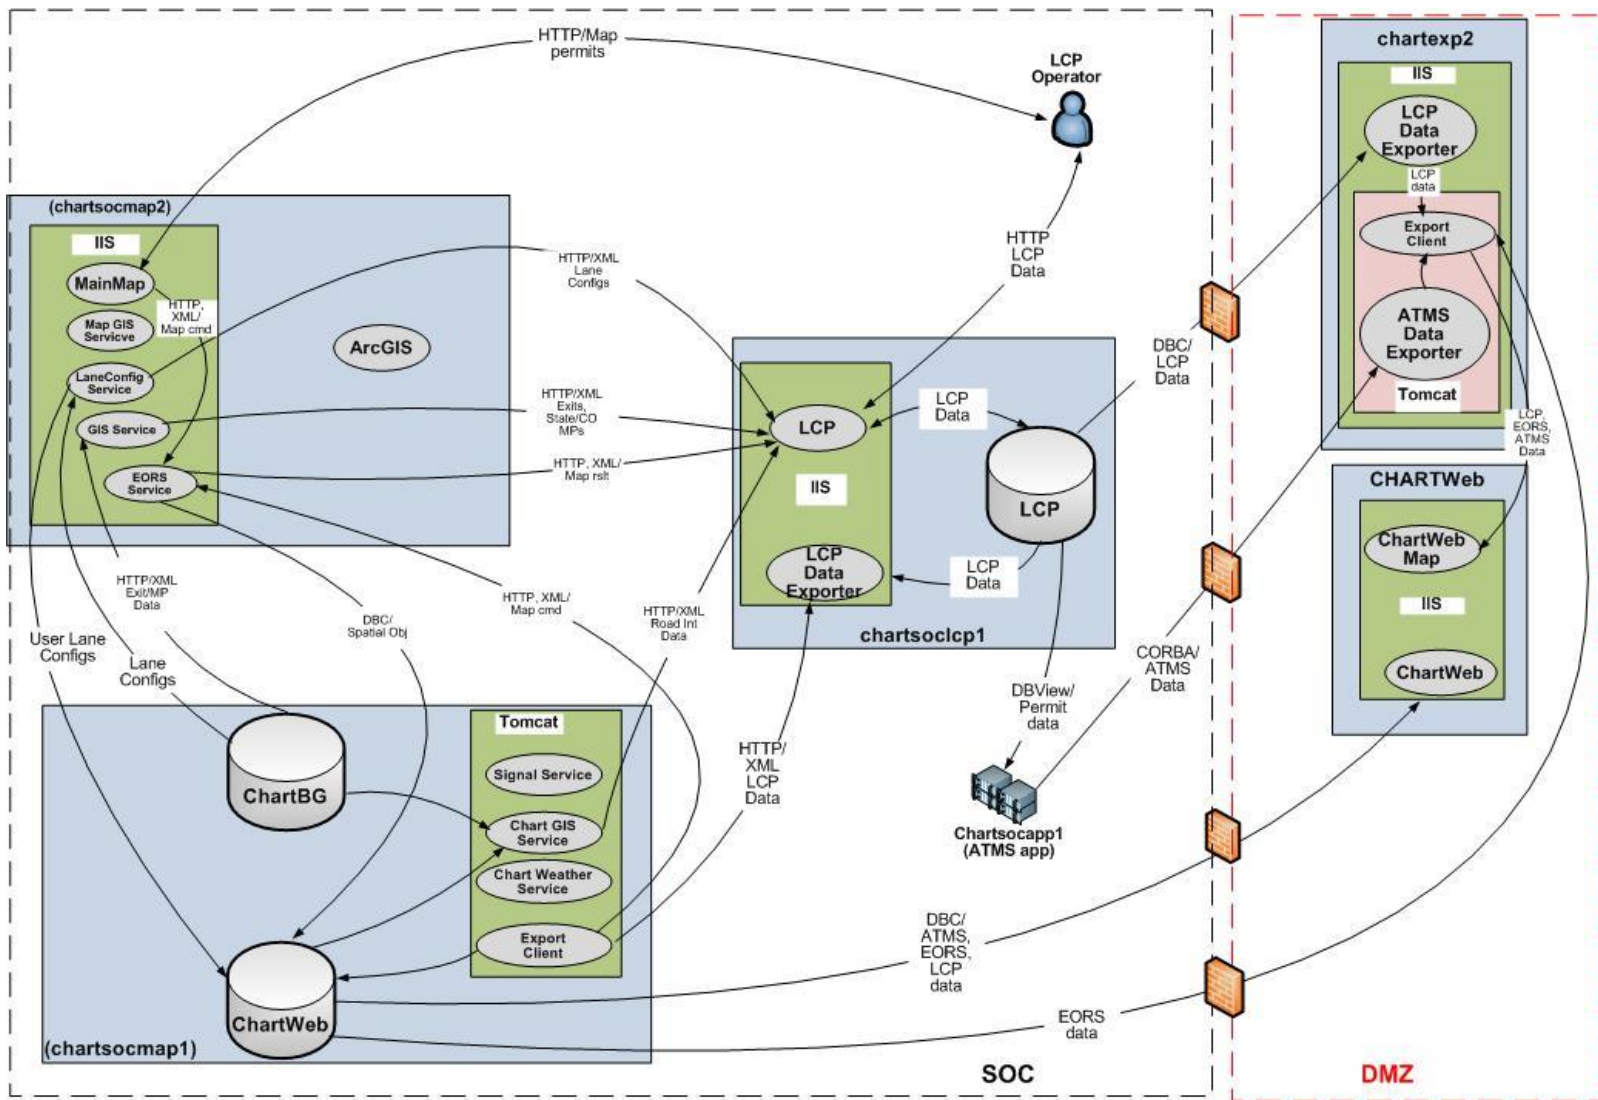 HTTP/Map
permits
LCP
Operator
chartexp2
IIS
LCP
Data
Exporter
LCP
data
Export
Client
ATMS
Data
Exporter
Tomcat
LCP,
EORS,
ATMS
Data
(chartsocmap2)
IIS
MainMap
HTTP,
XML/
Map cmd
Map GIS
Servicve
LaneConfig
Service
GIS Service
EORS
Service
ArcGIS
HTTP/XML
Lane
Configs
HTTP/XML
Exits,
State/CO
MPs
HTTP, XML/
Map rslt
HTTP
LCP
Data
DBC/
LCP
Data
LCP
LCP
Data
IIS
LCP
LCP
Data
Exporter
LCP
Data
chartsoclcp1
CHARTWeb
ChartWeb
Map
IIS
ChartWeb
HTTP/XML
Exit/MP
Data
User Lane
Configs
Lane
Configs
DBC/
Spatial Obj
HTTP, XML/
Map cmd
HTTP/XML
Road Int
Data
CORBA/
ATMS
Data
DBView/
Permit
data
HTTP/
XML
LCP
Data
Chartsocapp1
(ATMS app)
Tomcat
Signal Service
Chart GIS
Service
Chart Weather
Service
Export
Client
ChartBG
ChartWeb
(chartsocmap1)
DBC/
ATMS,
EORS,
LCP
data
EORS
data
SOC
DMZ